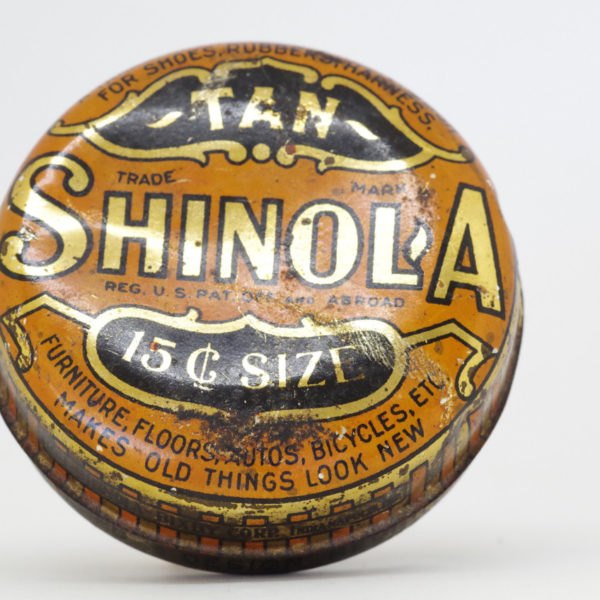 FOR SHOES, RUBBERS, HARNESS,
- TAN -
TRADE MARK
SHINOLA
REG. U.S. PAT. OFF. AND ABROAD
15¢ SIZE
FURNITURE, FLOORS, AUTOS, BICYCLES, ETC.
MAKES OLD THINGS LOOK NEW
CORP.